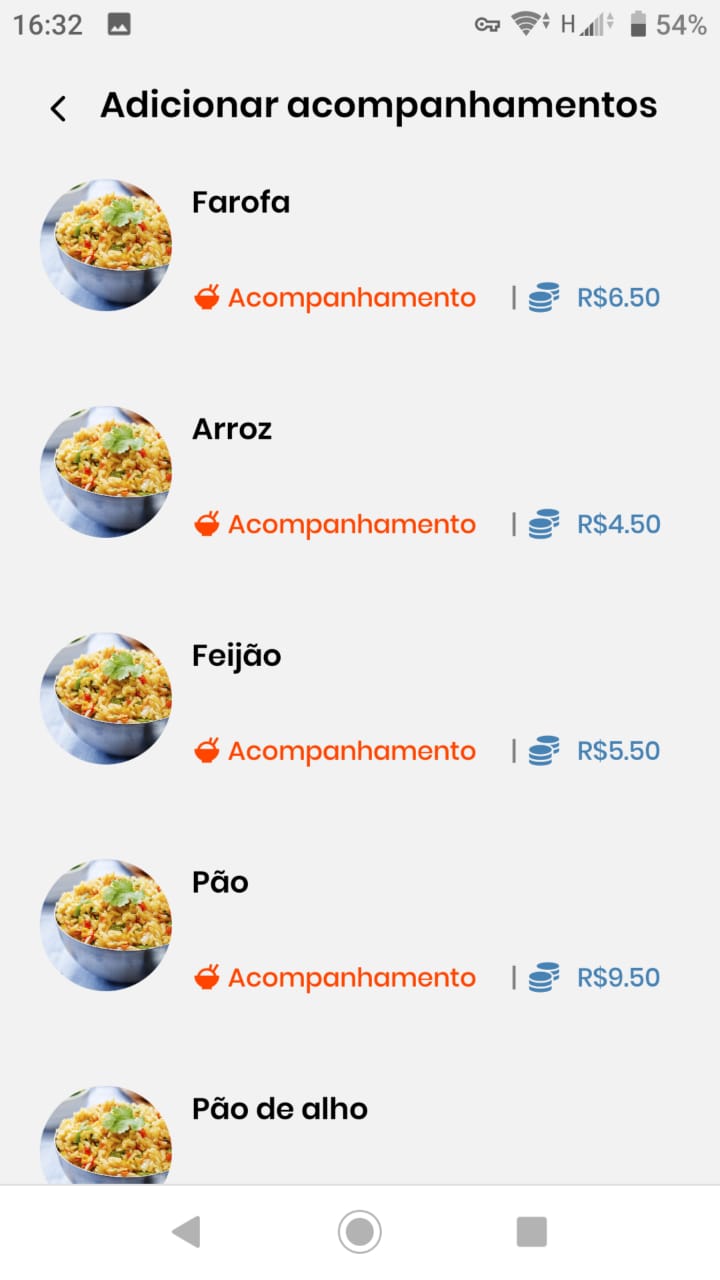 16:32 H 54%
Adicionar acompanhamentos
Farofa
Acompanhamento | R$6.50
Arroz
Acompanhamento | R$4.50
Feijão
Acompanhamento | R$5.50
Pão
Acompanhamento | R$9.50
Pão de alho